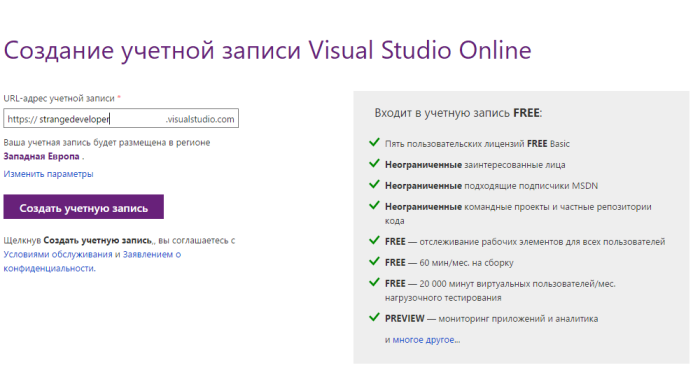 Создание учетной записи Visual Studio Online
URL-адрес учетной записи *
https:// strangedeveloper .visualstudio.com
Ваша учетная запись будет размещена в регионе
Западная Европа .
Изменить параметры
Создать учетную запись
Щелкнув Создать учетную запись,, вы соглашаетесь с
Условиями обслуживания и Заявлением о
конфиденциальности.
Входит в учетную запись FREE:
Пять пользовательских лицензий FREE Basic
Неограниченные заинтересованные лица
Неограниченные подходящие подписчики MSDN
Неограниченные командные проекты и частные репозитории
кода
FREE — отслеживание рабочих элементов для всех пользователей
FREE — 60 мин/мес. на сборку
FREE — 20 000 минут виртуальных пользователей/мес.
нагрузочного тестирования
PREVIEW — мониторинг приложений и аналитика
и многое другое...